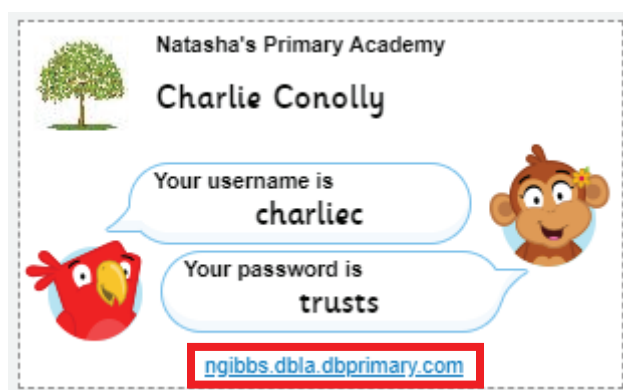 Natasha's Primary Academy
Charlie Conolly
Your username is
charliec
Your password is
trusts
ngibbs.dbla.dbprimary.com